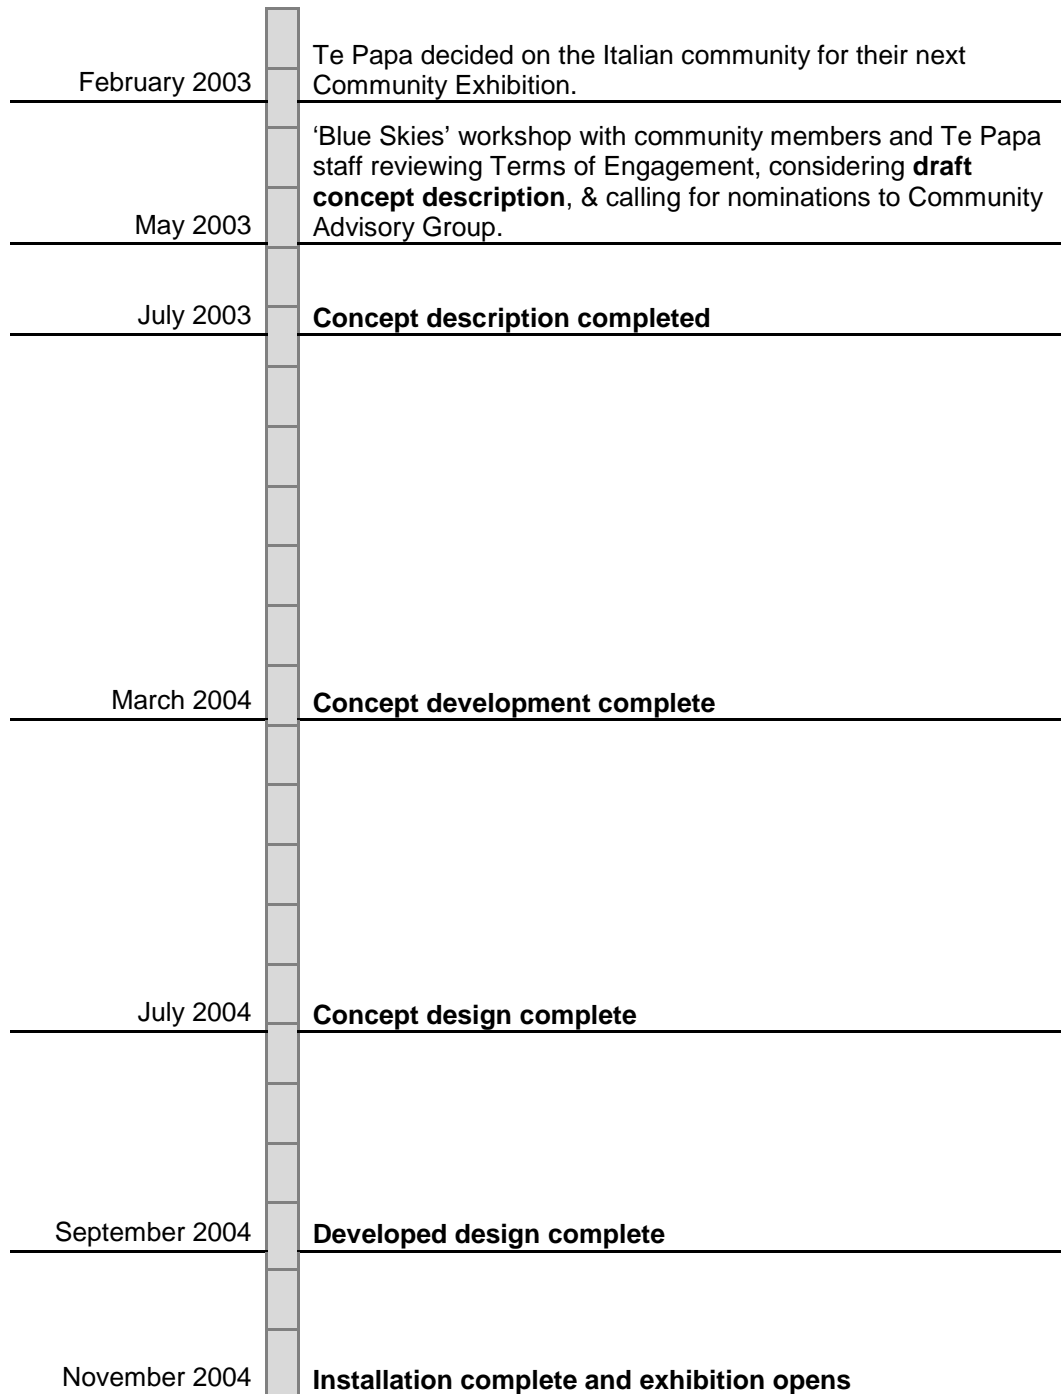 Te Papa decided on the Italian community for their next
February 2003 Community Exhibition.
‘Blue Skies’ workshop with community members and Te Papa
staff reviewing Terms of Engagement, considering draft
concept description, & calling for nominations to Community
May 2003 Advisory Group.
July 2003 Concept description completed
March 2004 Concept development complete
July 2004 Concept design complete
September 2004 Developed design complete
November 2004 Installation complete and exhibition opens